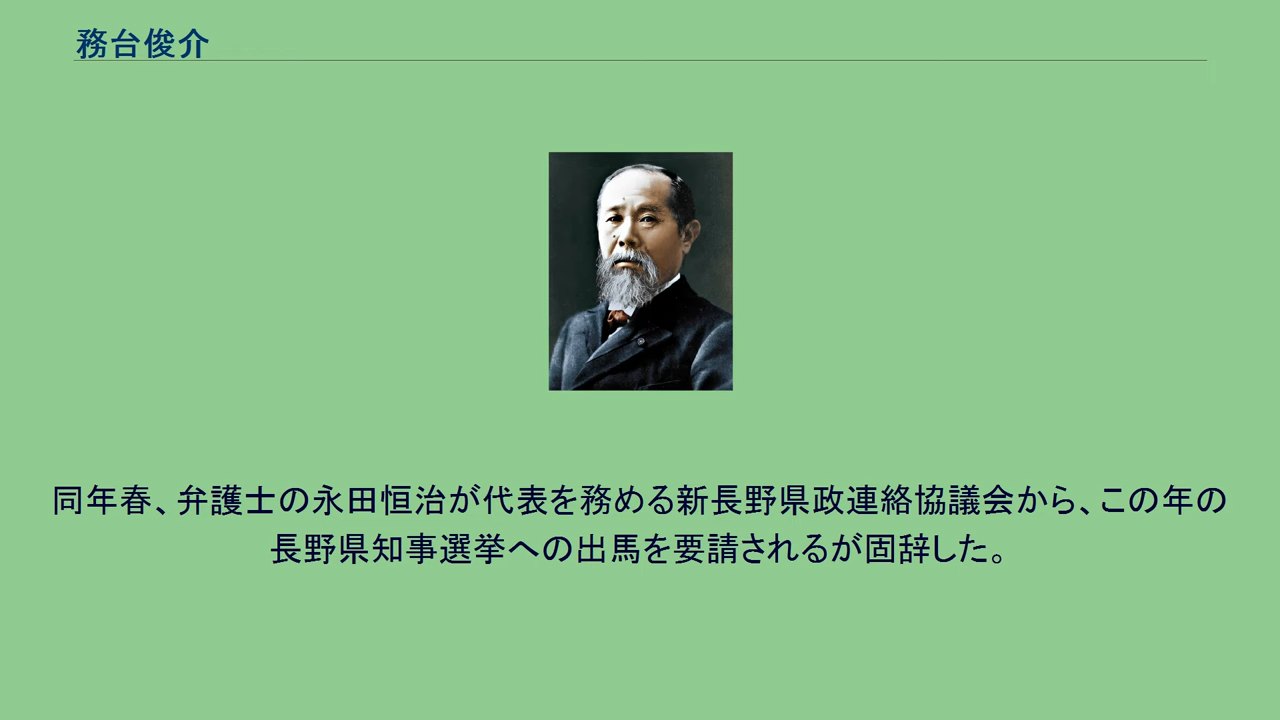 務台俊介
同年春、弁護士の永田恒治が代表を務める新長野県政連絡協議会から、この年の
長野県知事選挙への出馬を要請されるが固辞した。